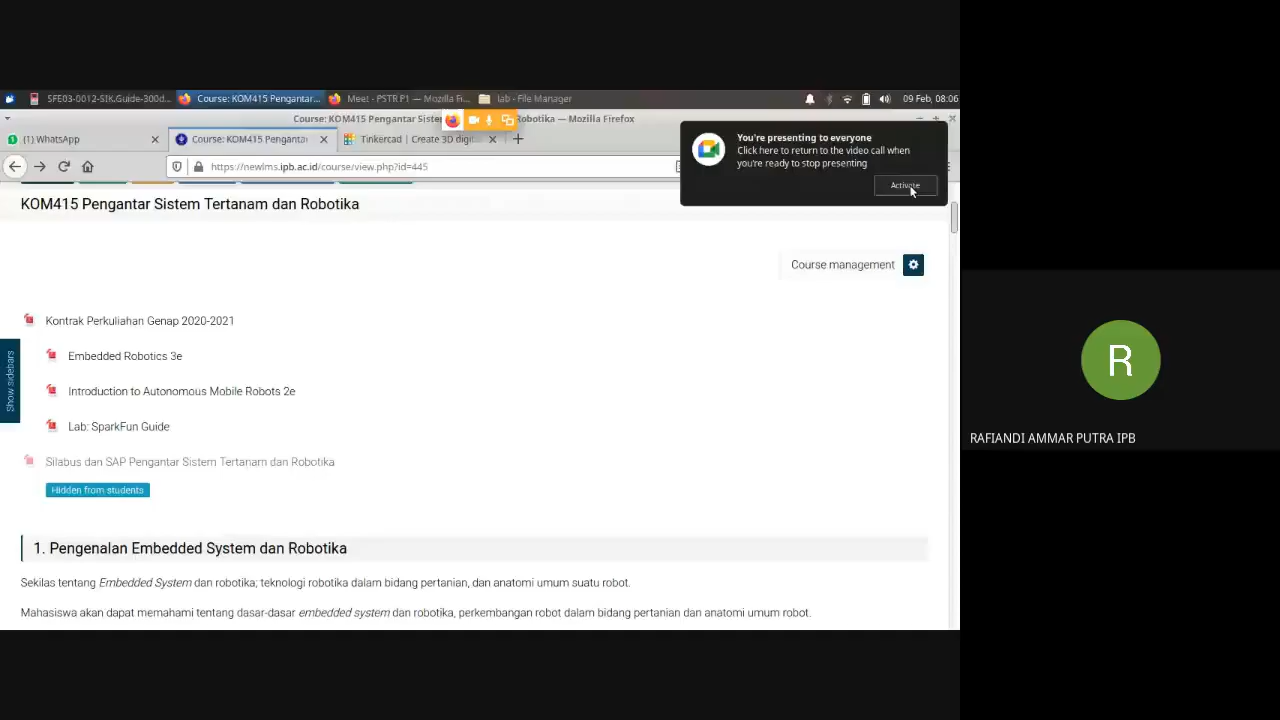 SFE03-0012-SIK.Guide-300d...
Course: KOM415 Pengantar...
Meet - PSTR P1 — Mozilla Fi...
lab - File Manager
09 Feb, 08:06
Course: KOM415 Pengantar Siste
Robotika — Mozilla Firefox
(1) WhatsApp
Course: KOM415 Pengantar
Tinkercad | Create 3D digit
https://newlms.ipb.ac.id/course/view.php?id=445
You're presenting to everyone
Click here to return to the video call when
you're ready to stop presenting
Activate
KOM415 Pengantar Sistem Tertanam dan Robotika
Course management
Kontrak Perkuliahan Genap 2020-2021
Embedded Robotics 3e
Introduction to Autonomous Mobile Robots 2e
Lab: SparkFun Guide
Silabus dan SAP Pengantar Sistem Tertanam dan Robotika
Hidden from students
Show sidebars
1. Pengenalan Embedded System dan Robotika
Sekilas tentang Embedded System dan robotika; teknologi robotika dalam bidang pertanian, dan anatomi umum suatu robot.
Mahasiswa akan dapat memahami tentang dasar-dasar embedded system dan robotika, perkembangan robot dalam bidang pertanian dan anatomi umum robot.
R
RAFIANDI AMMAR PUTRA IPB